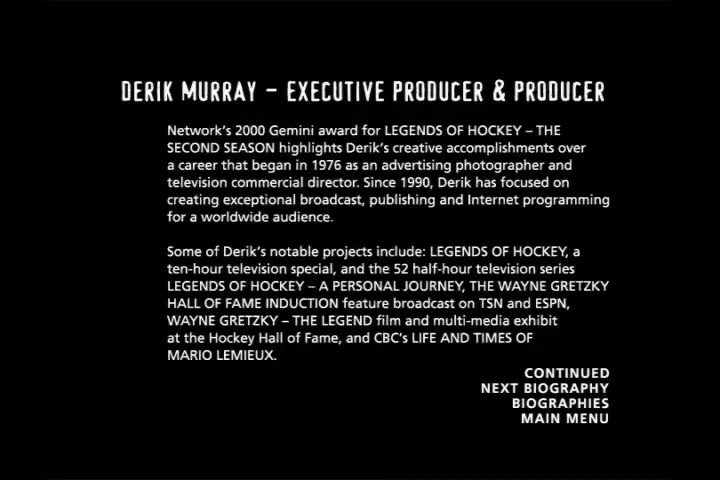 DERIK MURRAY – EXECUTIVE PRODUCER & PRODUCER
Network's 2000 Gemini award for LEGENDS OF HOCKEY – THE
SECOND SEASON highlights Derik's creative accomplishments over
a career that began in 1976 as an advertising photographer and
television commercial director. Since 1990, Derik has focused on
creating exceptional broadcast, publishing and Internet programming
for a worldwide audience.
Some of Derik's notable projects include: LEGENDS OF HOCKEY, a
ten-hour television special, and the 52 half-hour television series
LEGENDS OF HOCKEY – A PERSONAL JOURNEY, THE WAYNE GRETZKY
HALL OF FAME INDUCTION feature broadcast on TSN and ESPN,
WAYNE GRETZKY – THE LEGEND film and multi-media exhibit
at the Hockey Hall of Fame, and CBC's LIFE AND TIMES OF
MARIO LEMIEUX.
CONTINUED
NEXT BIOGRAPHY
BIOGRAPHIES
MAIN MENU